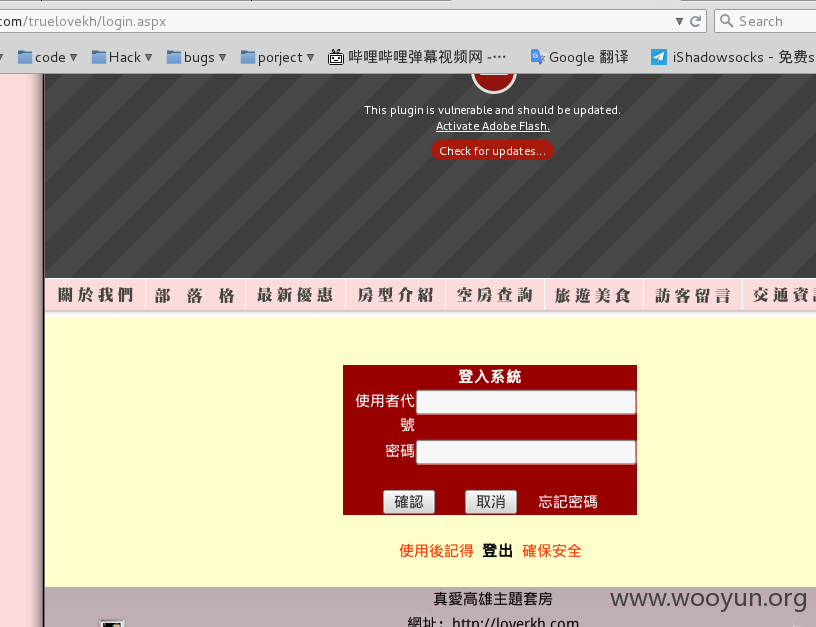 com/truelovekh/login.aspx
Search
code Hack bugs porject 哔哩哔哩弹幕视频网 -… Google 翻译 iShadowsocks - 免费s
This plugin is vulnerable and should be updated.
Activate Adobe Flash.
Check for updates...
關於我們 部落格 最新優惠 房型介紹 空房查詢 旅遊美食 訪客留言 交通資
登入系統
使用者代
號
密碼
確認 取消 忘記密碼
使用後記得 登出 確保安全
真愛高雄主題套房
www.wooyun.org
網址：http://loverkh.com